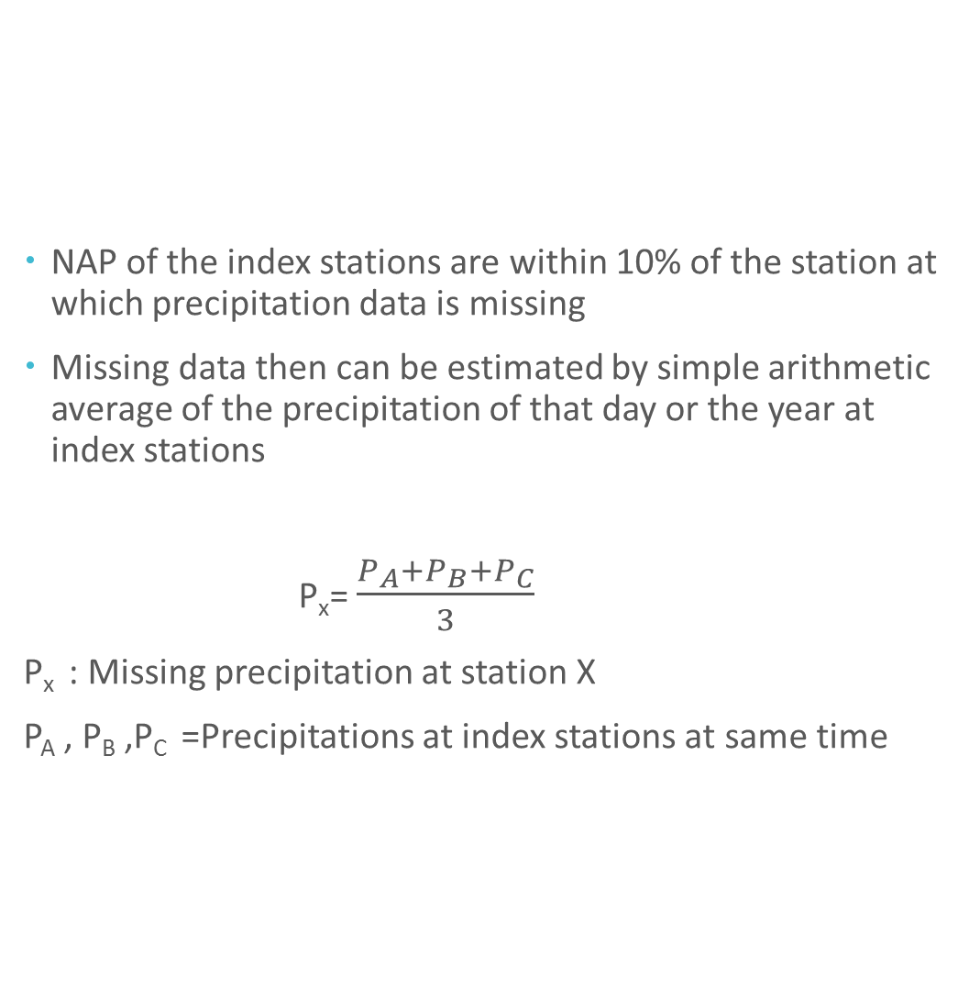 • NAP of the index stations are within 10% of the station at
which precipitation data is missing
• Missing data then can be estimated by simple arithmetic
average of the precipitation of that day or the year at
index stations
Pₓ= (P_A+P_B+P_C)/3
Pₓ : Missing precipitation at station X
P_A , P_B ,P_C =Precipitations at index stations at same time